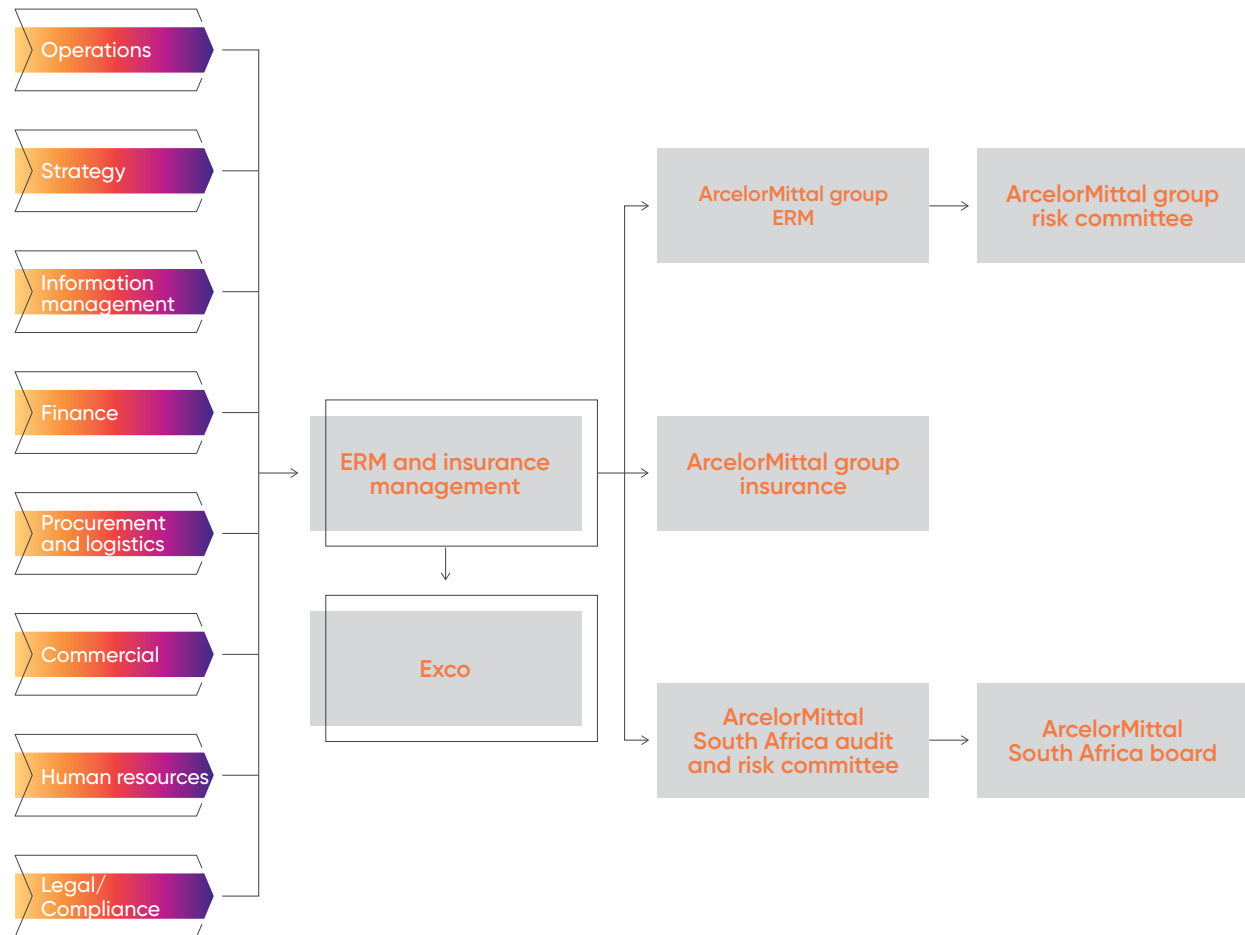 Operations
Strategy
Information
management
Finance
Procurement
and logistics
Commercial
Human resources
Legal/
Compliance
ERM and insurance
management
Exco
ArcelorMittal group
ERM
ArcelorMittal group
risk committee
ArcelorMittal group
insurance
ArcelorMittal
South Africa audit
and risk committee
ArcelorMittal
South Africa board